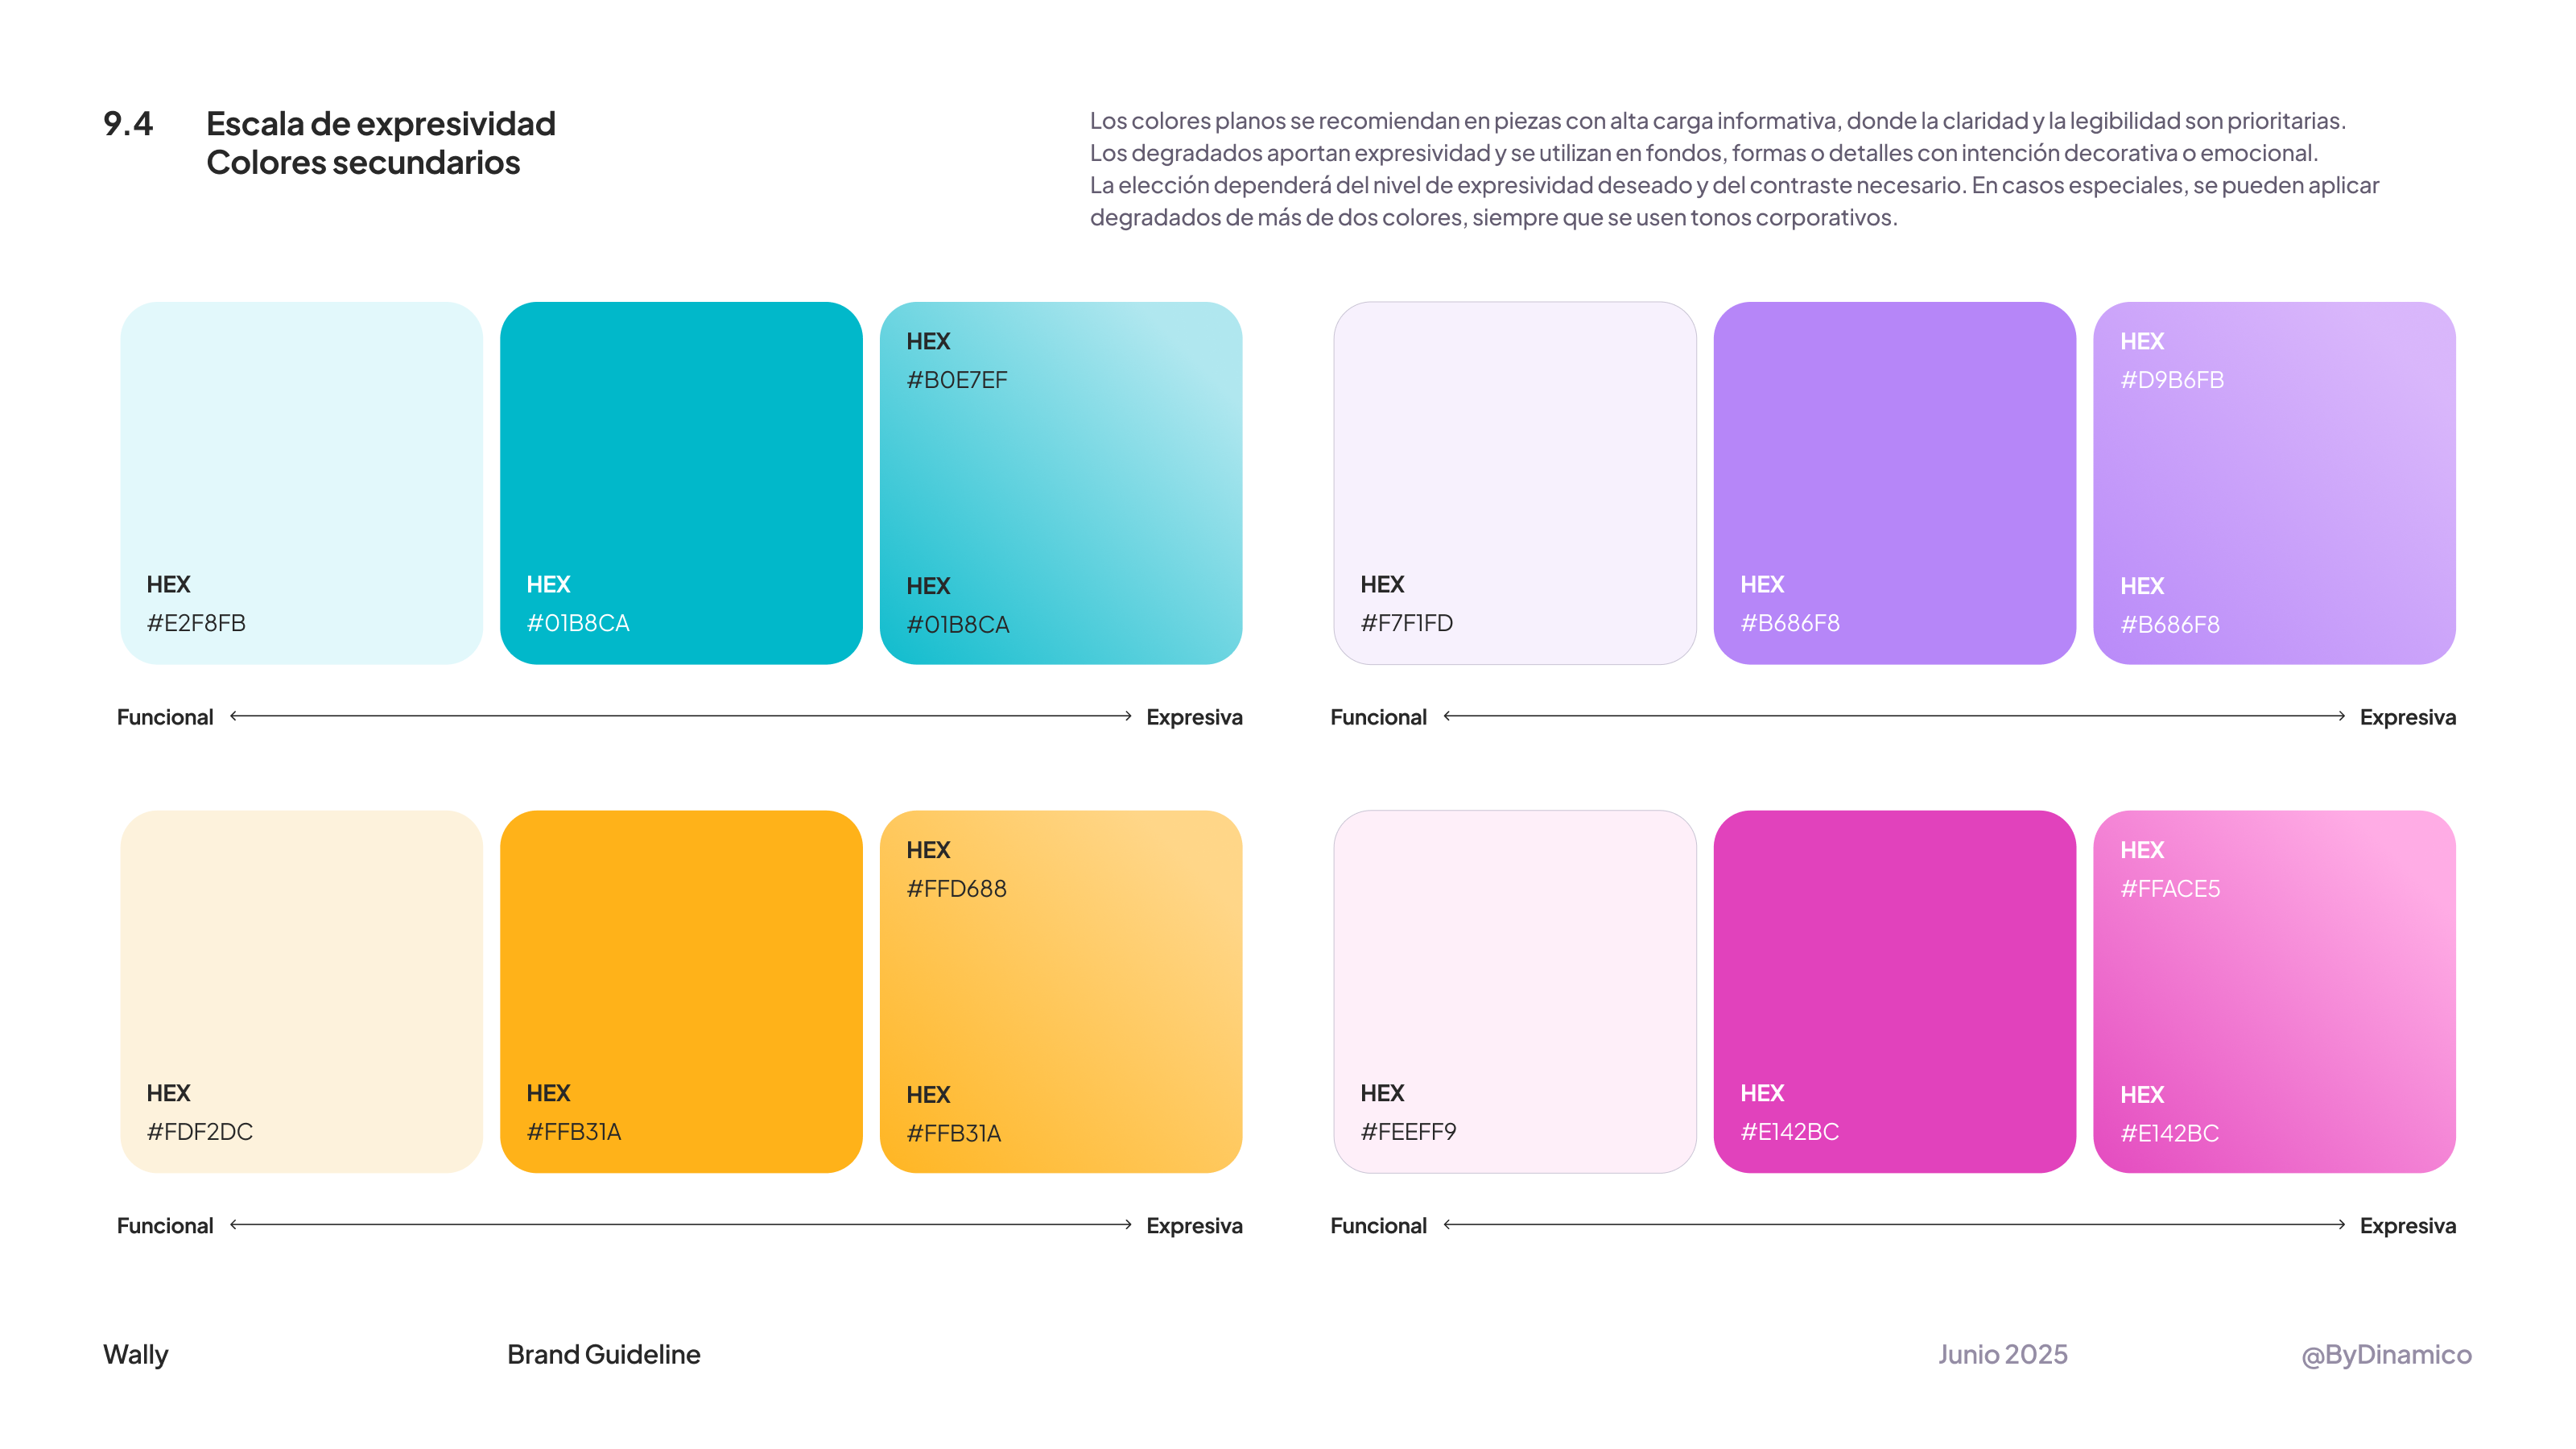 9.4
Escala de expresividad
Colores secundarios
Los colores planos se recomiendan en piezas con alta carga informativa, donde la claridad y la legibilidad son prioritarias.
Los degradados aportan expresividad y se utilizan en fondos, formas o detalles con intención decorativa o emocional.
La elección dependerá del nivel de expresividad deseado y del contraste necesario. En casos especiales, se pueden aplicar
degradados de más de dos colores, siempre que se usen tonos corporativos.
HEX
#E2F8FB
HEX
#01B8CA
HEX
#B0E7EF
HEX
#01B8CA
Funcional
Expresiva
HEX
#F7F1FD
HEX
#B686F8
HEX
#D9B6FB
HEX
#B686F8
Funcional
Expresiva
HEX
#FDF2DC
HEX
#FFB31A
HEX
#FFD688
HEX
#FFB31A
Funcional
Expresiva
HEX
#FEEFF9
HEX
#E142BC
HEX
#FFACE5
HEX
#E142BC
Funcional
Expresiva
Wally
Brand Guideline
Junio 2025
@ByDinamico